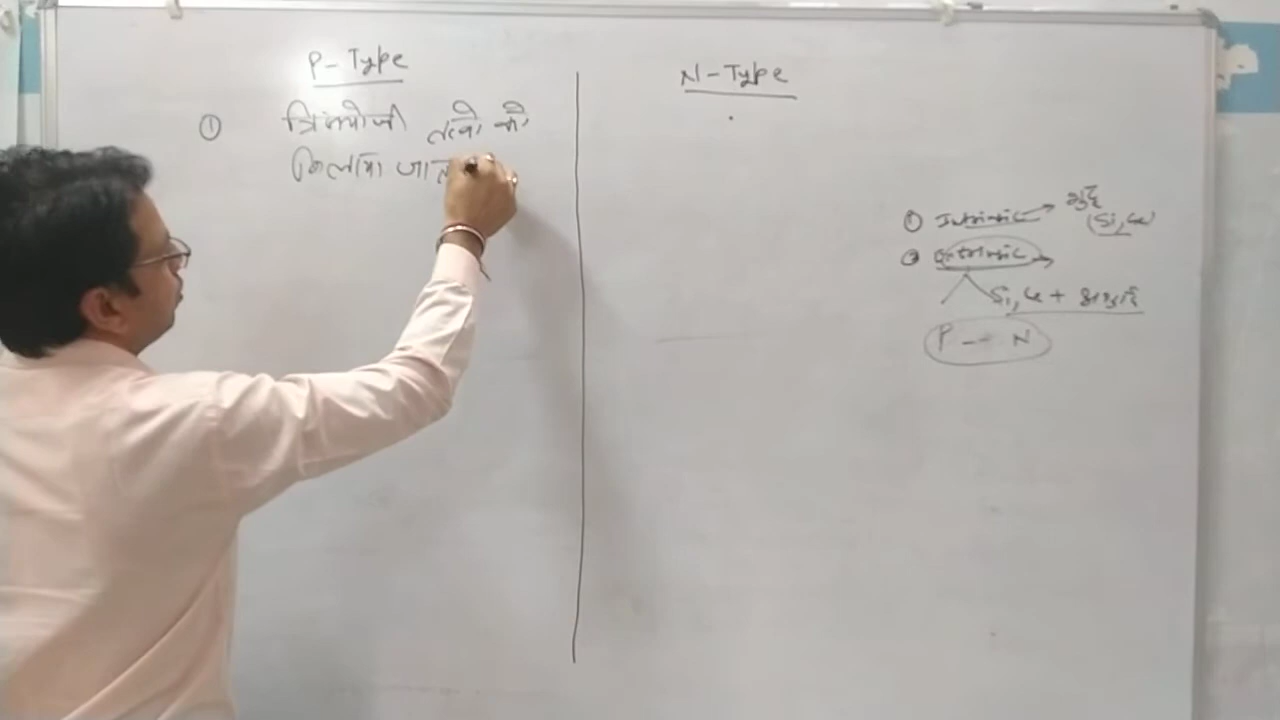 P-Type
① त्रिसंयोजी तत्वों को
मिलाया जात
N-Type
① Intrinsic → शुद्ध
(Si, Ge)
② Extrinsic →
Si, Ge + अशुद्धि
P -- N